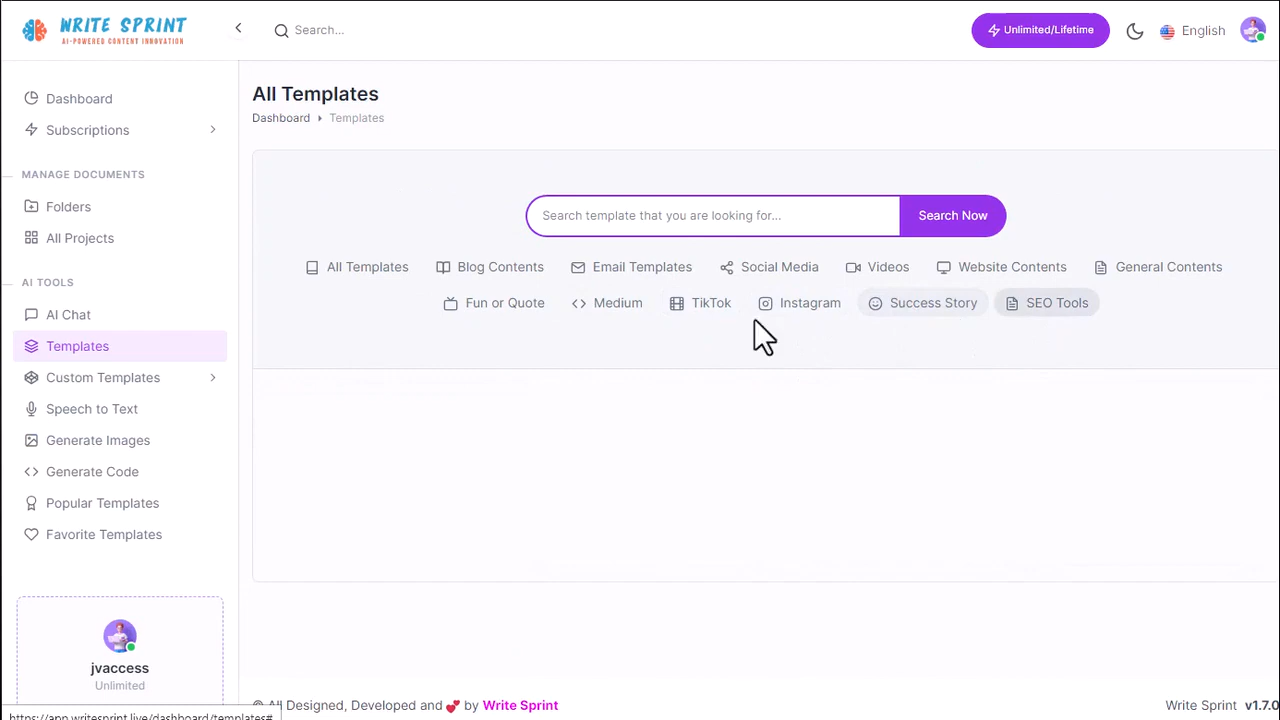 WRITE SPRINT
AI-POWERED CONTENT INNOVATION
Search...
Unlimited/Lifetime
English
Dashboard
Subscriptions
MANAGE DOCUMENTS
Folders
All Projects
AI TOOLS
AI Chat
Templates
Custom Templates
Speech to Text
Generate Images
Generate Code
Popular Templates
Favorite Templates
jvaccess
Unlimited
All Templates
Dashboard Templates
Search template that you are looking for... Search Now
All Templates Blog Contents Email Templates Social Media Videos Website Contents General Contents
Fun or Quote Medium TikTok Instagram Success Story SEO Tools
© All Designed, Developed and 💕 by Write Sprint
Write Sprint v1.7.0
https://app.writesprint.live/dashboard/templates#